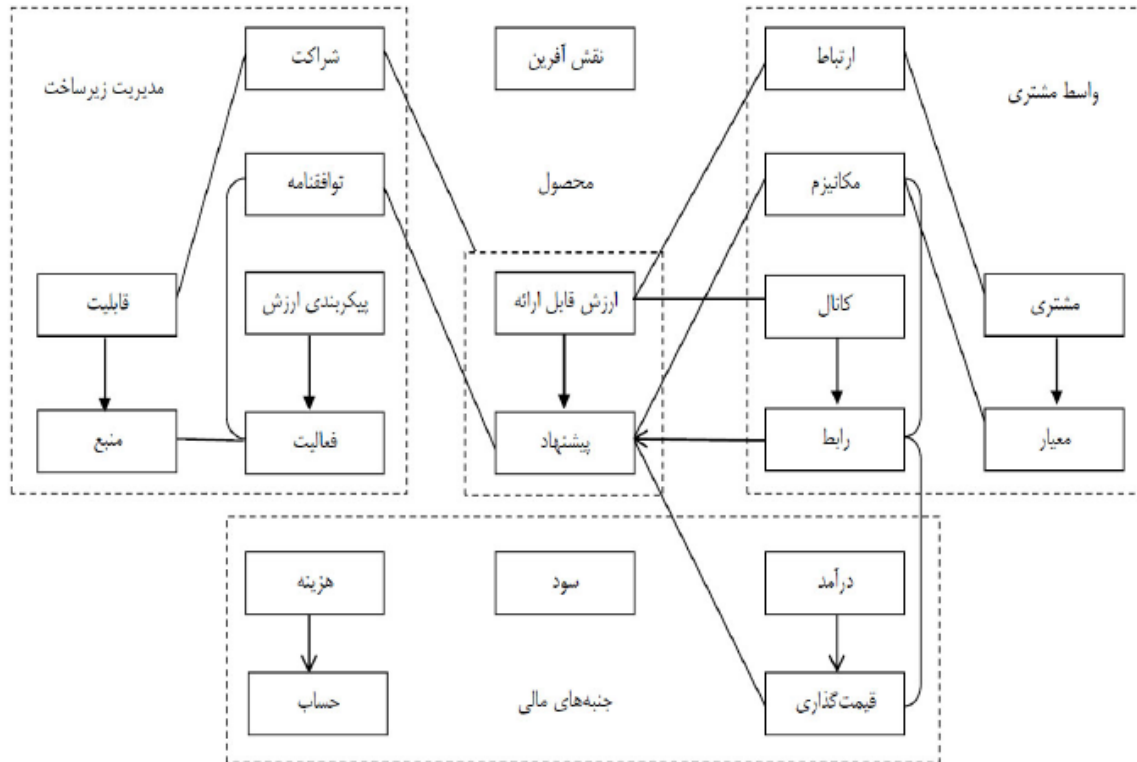 شراکت
نقش آفرین
ارتباط
مدیریت زیرساخت
واسط مشتری
توافقنامه
محصول
مکانیزم
قابلیت
پیکربندی ارزش
ارزش قابل ارائه
کانال
مشتری
منبع
فعالیت
پیشنهاد
رابط
معیار
هزینه
سود
درآمد
حساب
جنبه‌های مالی
قیمت‌گذاری